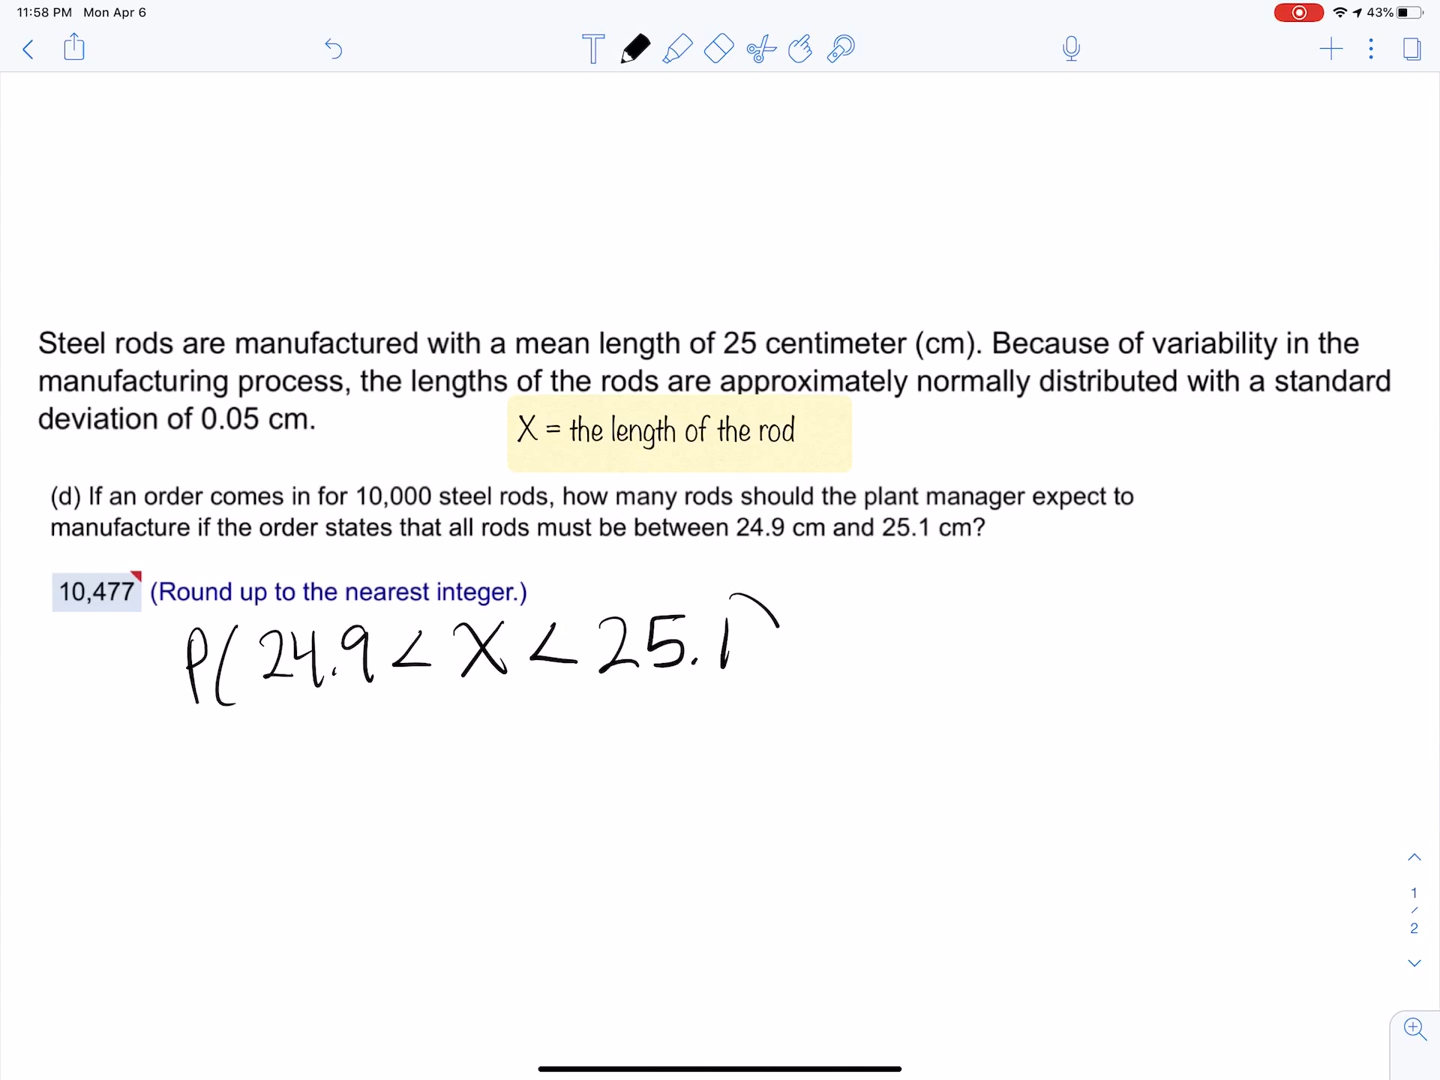 11:58 PM Mon Apr 6
43%
Steel rods are manufactured with a mean length of 25 centimeter (cm). Because of variability in the
manufacturing process, the lengths of the rods are approximately normally distributed with a standard
deviation of 0.05 cm.
X = the length of the rod
(d) If an order comes in for 10,000 steel rods, how many rods should the plant manager expect to
manufacture if the order states that all rods must be between 24.9 cm and 25.1 cm?
10,477 (Round up to the nearest integer.)
P(24.9 < X < 25.1)
1
/
2